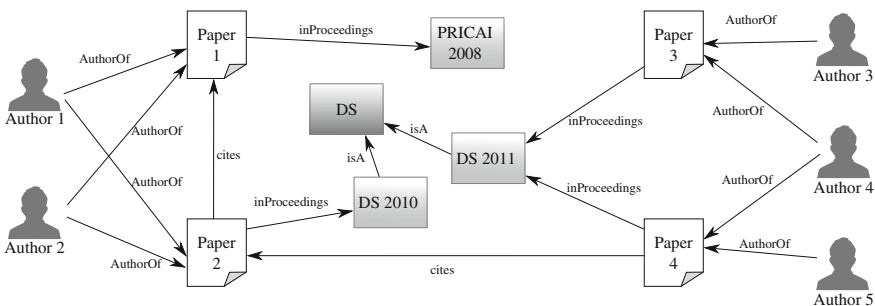 AuthorOf
Paper
1
inProceedings
PRICAI
2008
Paper
3
AuthorOf
Author 1
Author 3
AuthorOf
DS
inProceedings
AuthorOf
cites
isA
DS 2011
isA
AuthorOf
inProceedings
AuthorOf
Author 4
inProceedings
DS 2010
Author 2
AuthorOf
Paper
2
cites
Paper
4
AuthorOf
Author 5